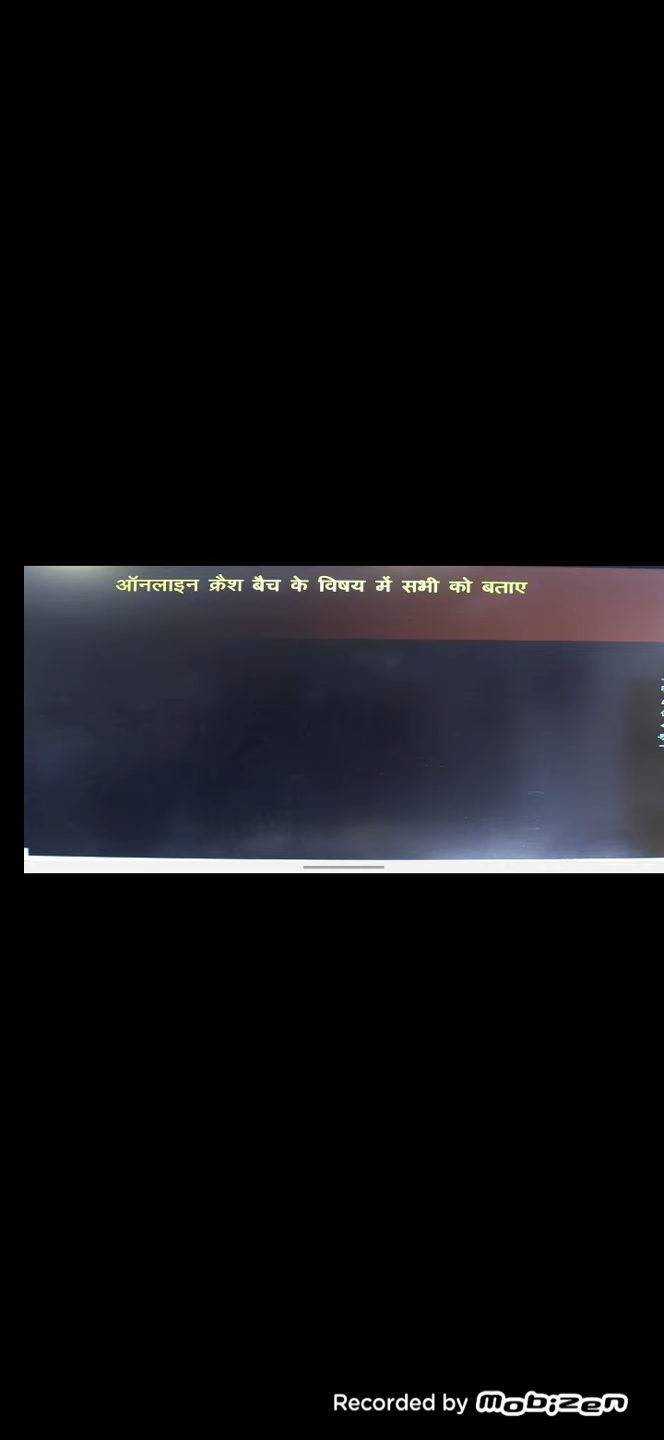 ऑनलाइन क्रैश बैच के विषय में सभी को बताए
Recorded by mobizen